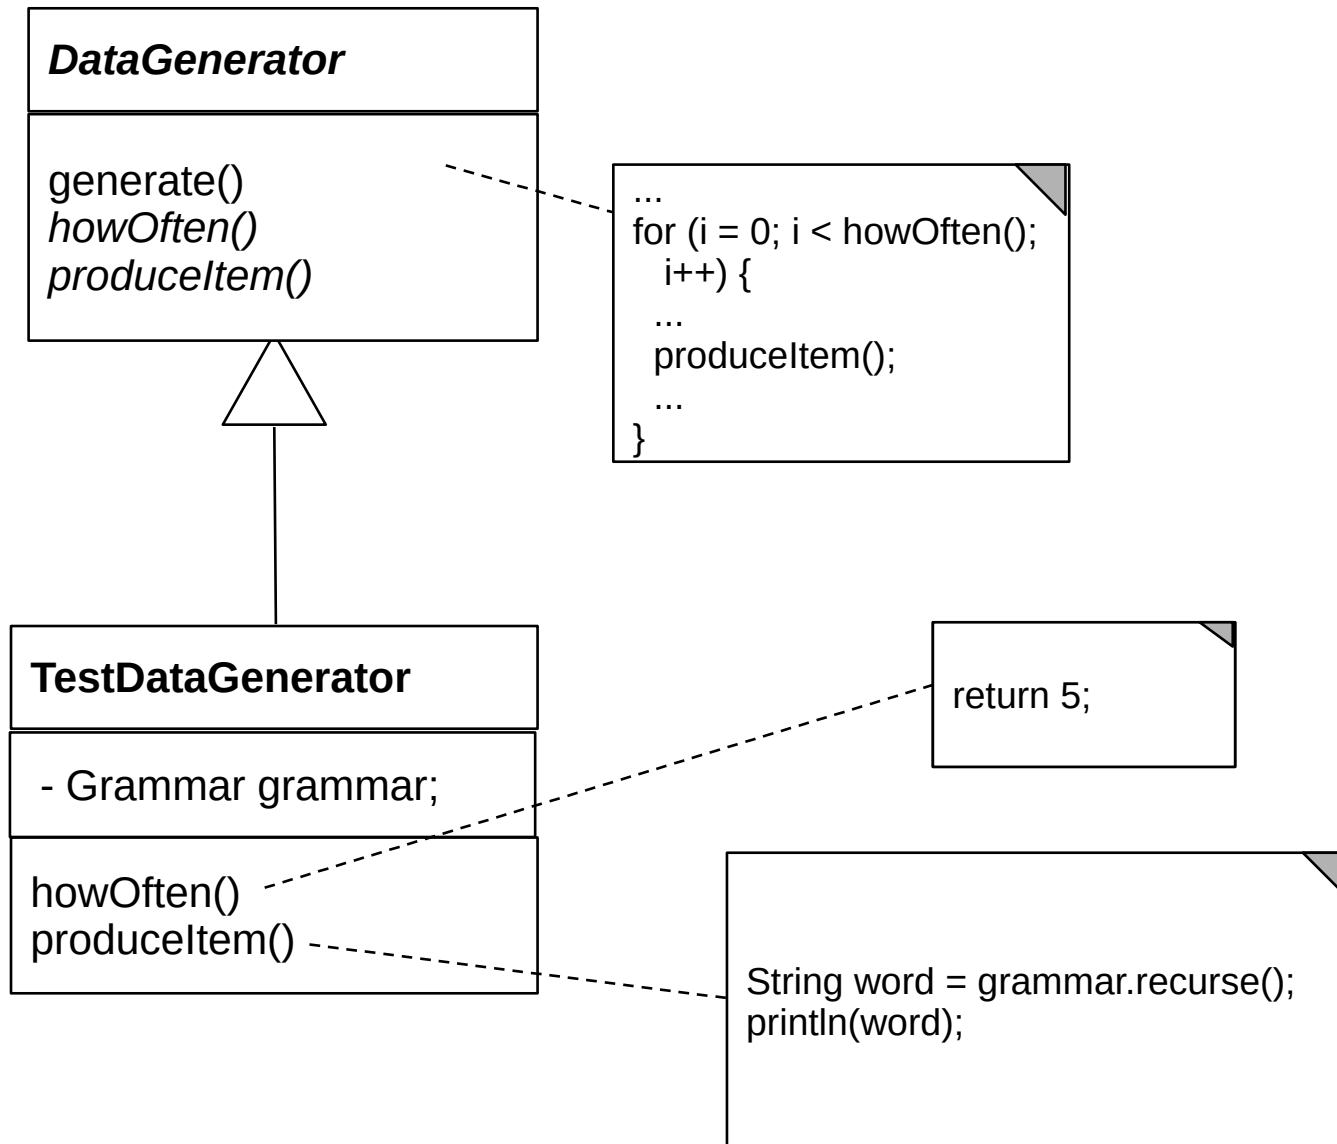 DataGenerator
generate()
howOften()
produceItem()
...
for (i = 0; i < howOften();
i++) {
...
produceItem();
...
}
TestDataGenerator
- Grammar grammar;
howOften()
produceItem()
return 5;
String word = grammar.recurse();
println(word);